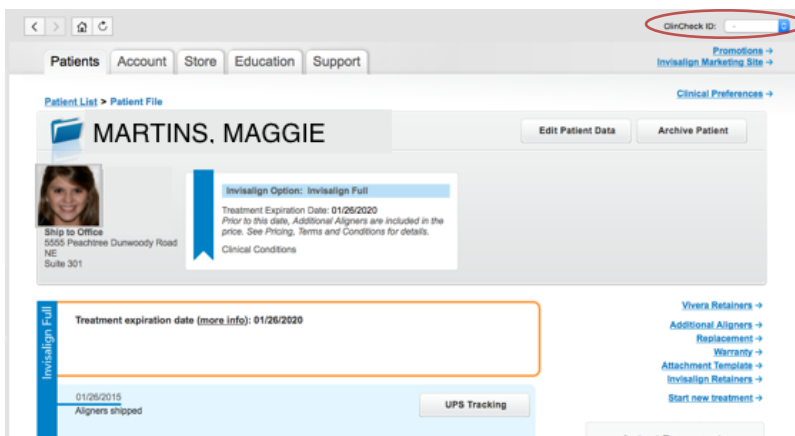 ClinCheck ID: -
Patients Account Store Education Support
Promotions →
Invisalign Marketing Site →
Clinical Preferences →
Patient List > Patient File
MARTINS, MAGGIE
Edit Patient Data
Archive Patient
Invisalign Option: Invisalign Full
Treatment Expiration Date: 01/26/2020
Prior to this date, Additional Aligners are included in the
price. See Pricing, Terms and Conditions for details.
Clinical Conditions
Ship to Office
5555 Peachtree Dunwoody Road
NE
Suite 301
Invisalign Full
Treatment expiration date (more info): 01/26/2020
Vivera Retainers →
Additional Aligners →
Replacement →
Warranty →
Attachment Template →
Invisalign Retainers →
Start new treatment →
01/26/2015
Aligners shipped
UPS Tracking